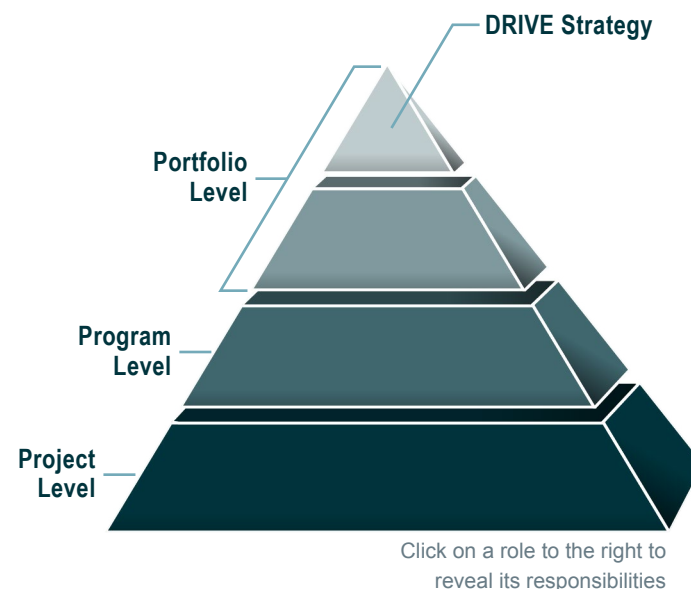 DRIVE Strategy
Portfolio
Level
Program
Level
Project
Level
Click on a role to the right to
reveal its responsibilities